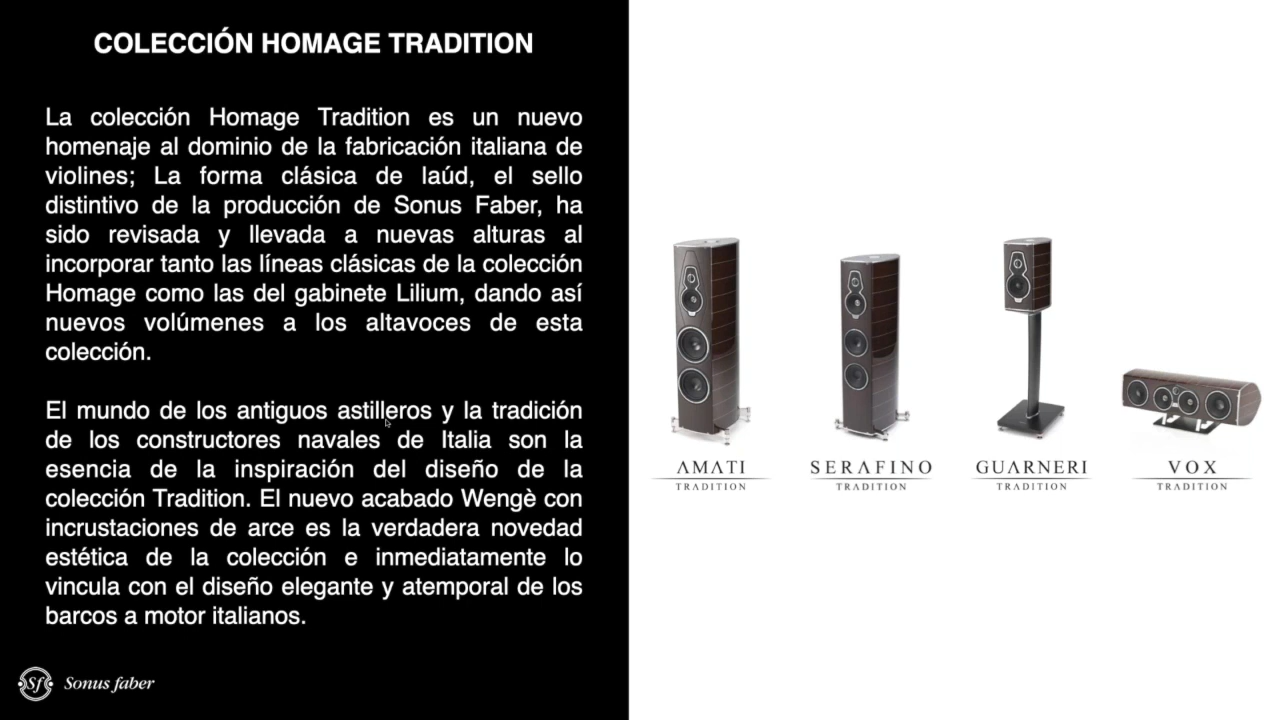 COLECCIÓN HOMAGE TRADITION
La colección Homage Tradition es un nuevo
homenaje al dominio de la fabricación italiana de
violines; La forma clásica de laúd, el sello
distintivo de la producción de Sonus Faber, ha
sido revisada y llevada a nuevas alturas al
incorporar tanto las líneas clásicas de la colección
Homage como las del gabinete Lilium, dando así
nuevos volúmenes a los altavoces de esta
colección.
El mundo de los antiguos astilleros y la tradición
de los constructores navales de Italia son la
esencia de la inspiración del diseño de la
colección Tradition. El nuevo acabado Wengè con
incrustaciones de arce es la verdadera novedad
estética de la colección e inmediatamente lo
vincula con el diseño elegante y atemporal de los
barcos a motor italianos.
Sf Sonus faber
AMATI
TRADITION
SERAFINO
TRADITION
GUARNERI
TRADITION
VOX
TRADITION